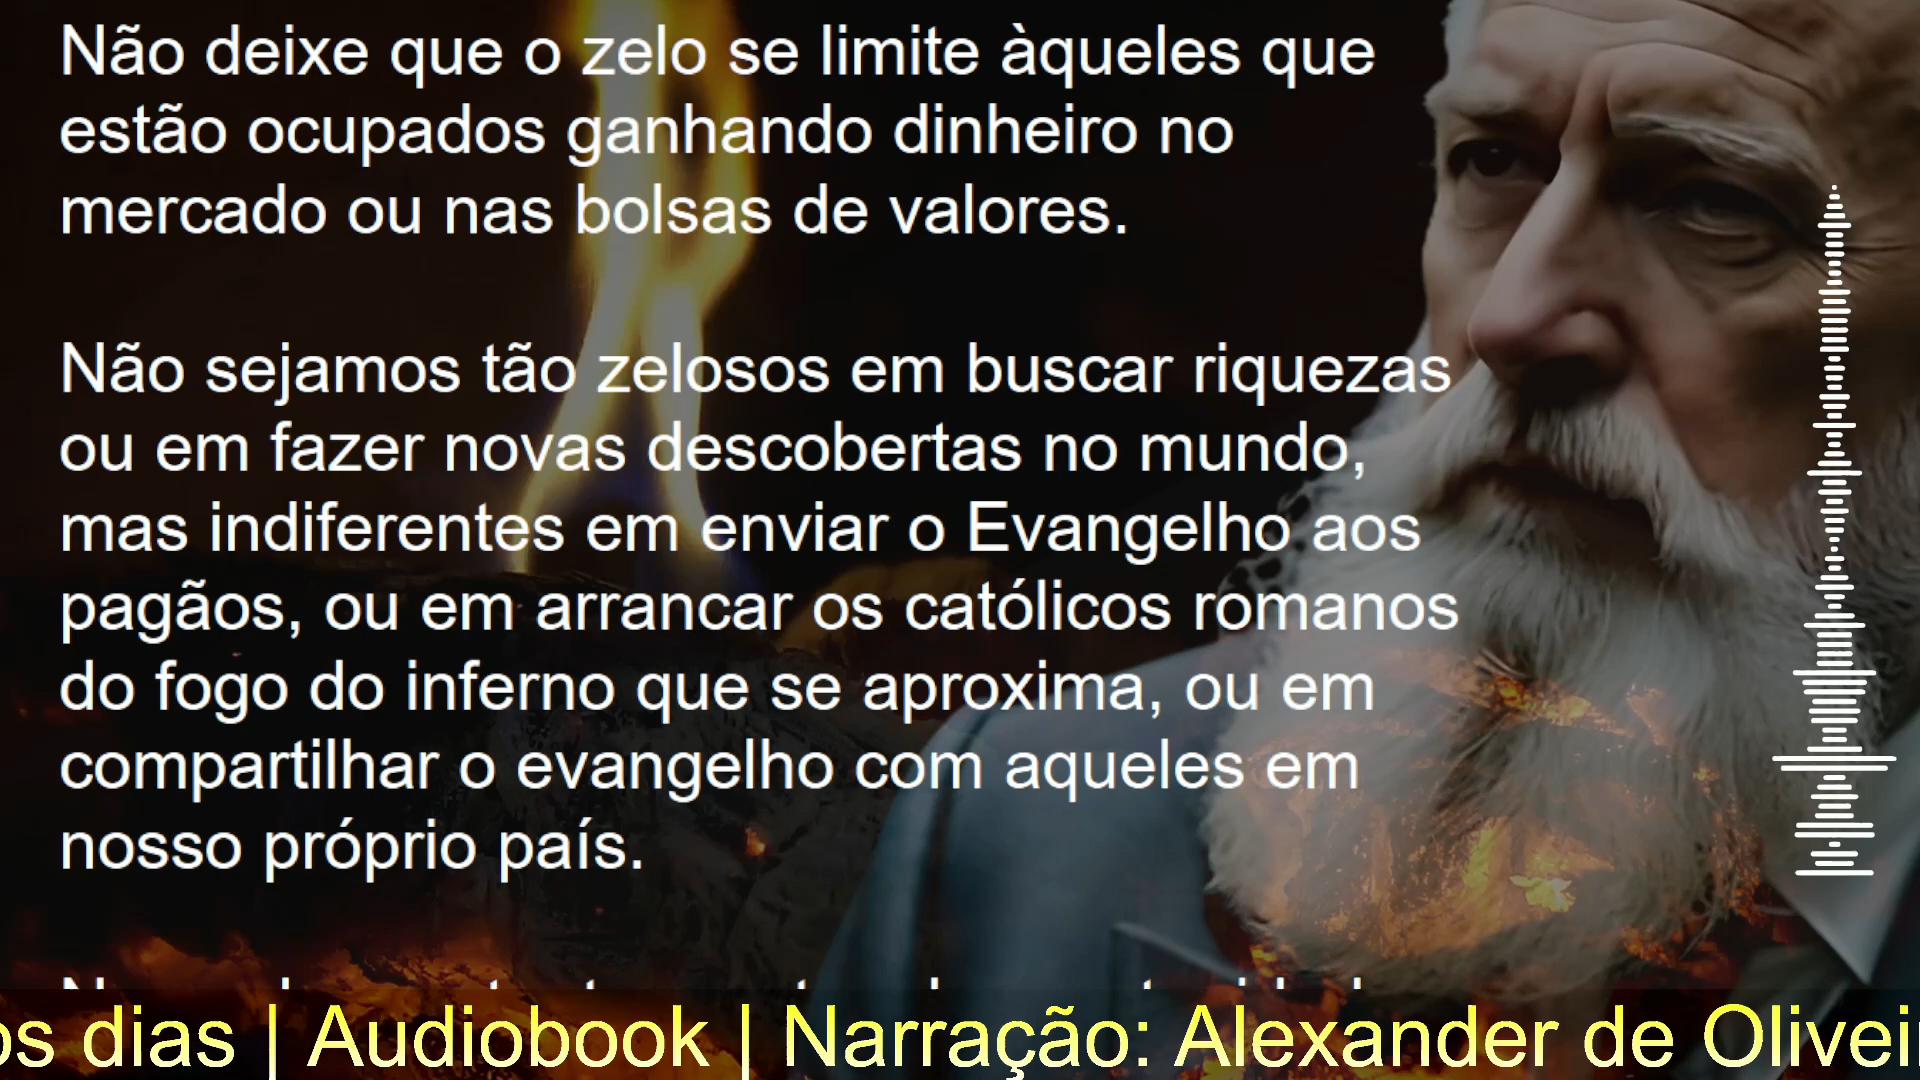 Não deixe que o zelo se limite àqueles que
estão ocupados ganhando dinheiro no
mercado ou nas bolsas de valores.
Não sejamos tão zelosos em buscar riquezas
ou em fazer novas descobertas no mundo,
mas indiferentes em enviar o Evangelho aos
pagãos, ou em arrancar os católicos romanos
do fogo do inferno que se aproxima, ou em
compartilhar o evangelho com aqueles em
nosso próprio país.
os dias | Audiobook | Narração: Alexander de Olivei